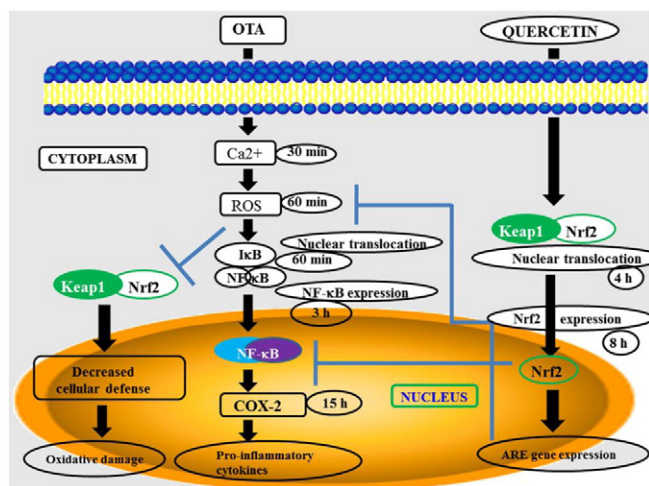 OTA
QUERCETIN
CYTOPLASM
Ca2+
30 min
ROS
60 min
IκB
NF-κB
Nuclear translocation
60 min
NF-κB expression
3 h
Keap1
Nrf2
Keap1
Nrf2
Nuclear translocation
4 h
Nrf2 expression
8 h
Decreased
cellular defense
NF-κB
Nrf2
COX-2
15 h
NUCLEUS
Oxidative damage
Pro-inflammatory
cytokines
ARE gene expression